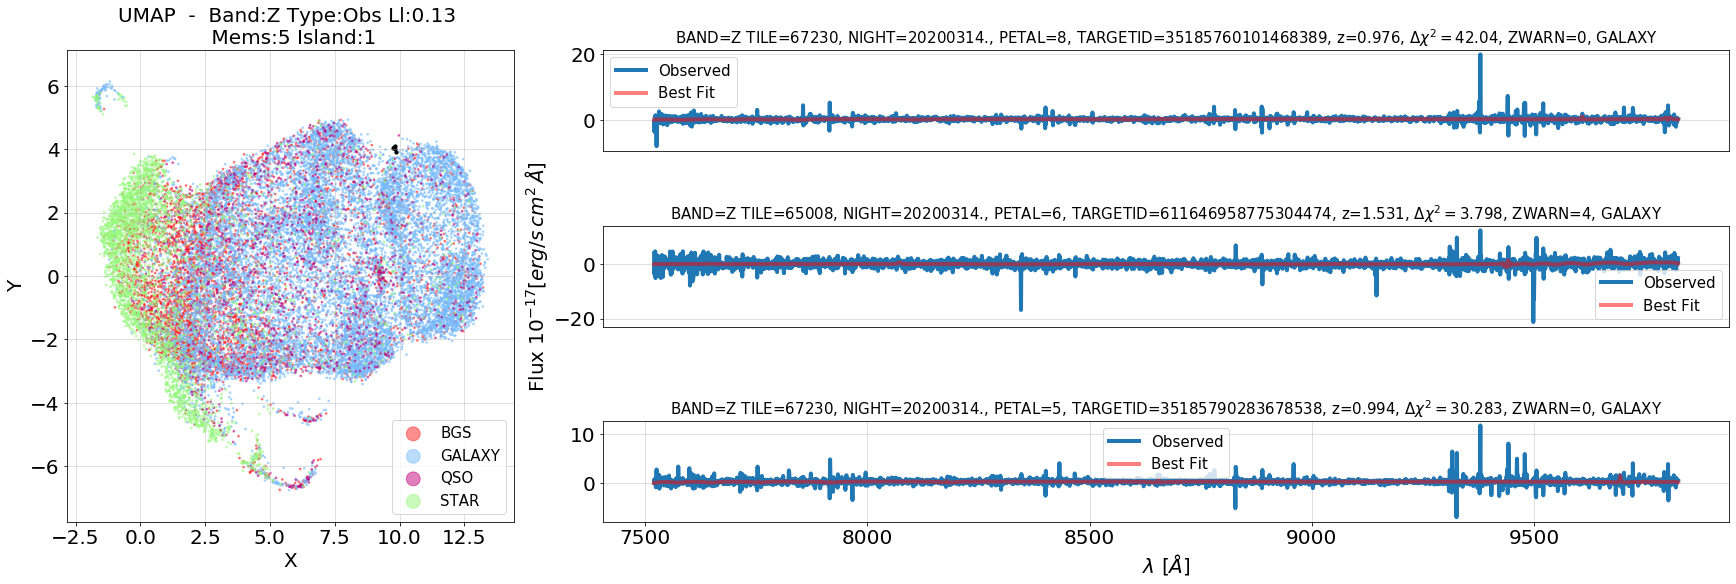 UMAP  -  Band:Z Type:Obs Ll:0.13
Mems:5 Island:1
6
4
2
0
−2
−4
−6
Y
−2.5 0.0 2.5 5.0 7.5 10.0 12.5
X
BGS
GALAXY
QSO
STAR
Flux 10⁻¹⁷[erg/s cm² Å]
BAND=Z TILE=67230, NIGHT=20200314., PETAL=8, TARGETID=35185760101468389, z=0.976, Δχ² = 42.04, ZWARN=0, GALAXY
20
0
Observed
Best Fit
BAND=Z TILE=65008, NIGHT=20200314., PETAL=6, TARGETID=611646958775304474, z=1.531, Δχ² = 3.798, ZWARN=4, GALAXY
0
−20
Observed
Best Fit
BAND=Z TILE=67230, NIGHT=20200314., PETAL=5, TARGETID=35185790283678538, z=0.994, Δχ² = 30.283, ZWARN=0, GALAXY
10
0
Observed
Best Fit
7500 8000 8500 9000 9500
λ [Å]